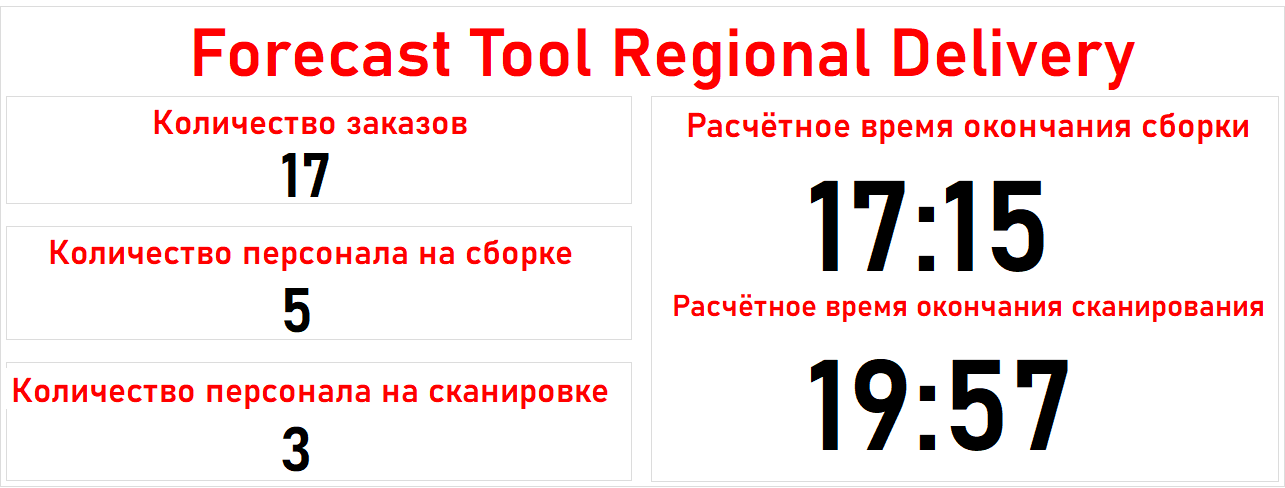 Forecast Tool Regional Delivery
Количество заказов
17
Количество персонала на сборке
5
Количество персонала на сканировке
3
Расчётное время окончания сборки
17:15
Расчётное время окончания сканирования
19:57